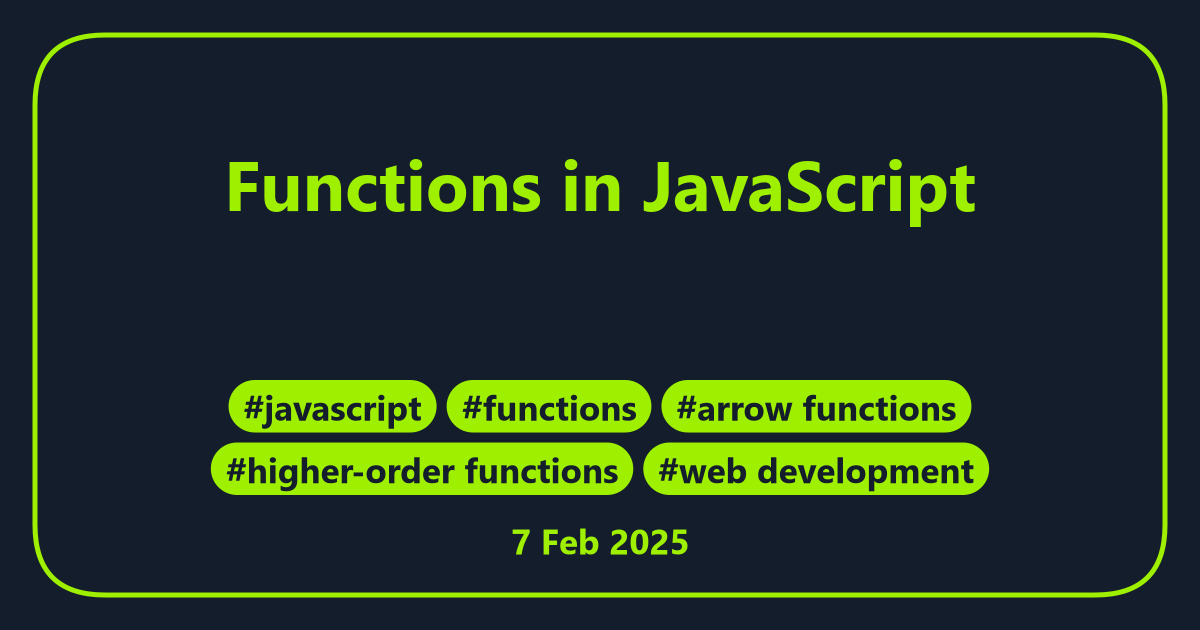 Functions in JavaScript
#javascript #functions #arrow functions
#higher-order functions #web development
7 Feb 2025